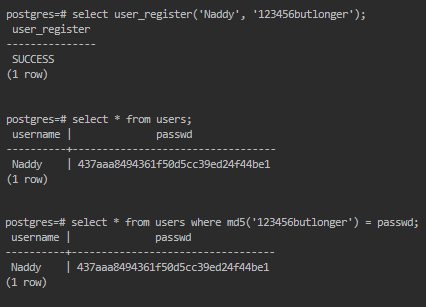 postgres=# select user_register('Naddy', '123456butlonger');
user_register
---------------
SUCCESS
(1 row)
postgres=# select * from users;
username | passwd
----------+----------------------------------
Naddy | 437aaa8494361f50d5cc39ed24f44be1
(1 row)
postgres=# select * from users where md5('123456butlonger') = passwd;
username | passwd
----------+----------------------------------
Naddy | 437aaa8494361f50d5cc39ed24f44be1
(1 row)